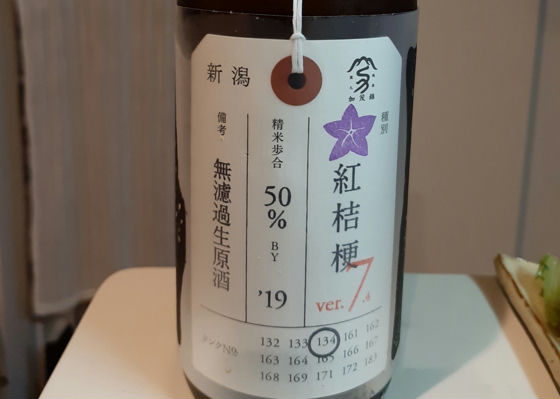 新潟
加茂錦
種別
紅桔梗
ver.7
精米歩合
50
%
BY
'19
備考
無濾過生原酒
タンクNo
132 133 134 161 162
163 164 165 166 167
168 169 171 172 183